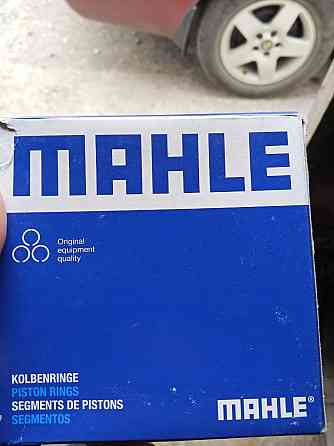 MAHLE
Original
equipment
quality
KOLBENRINGE
PISTON RINGS
SEGMENTS DE PISTONS
SEGMENTOS
MAHLE®